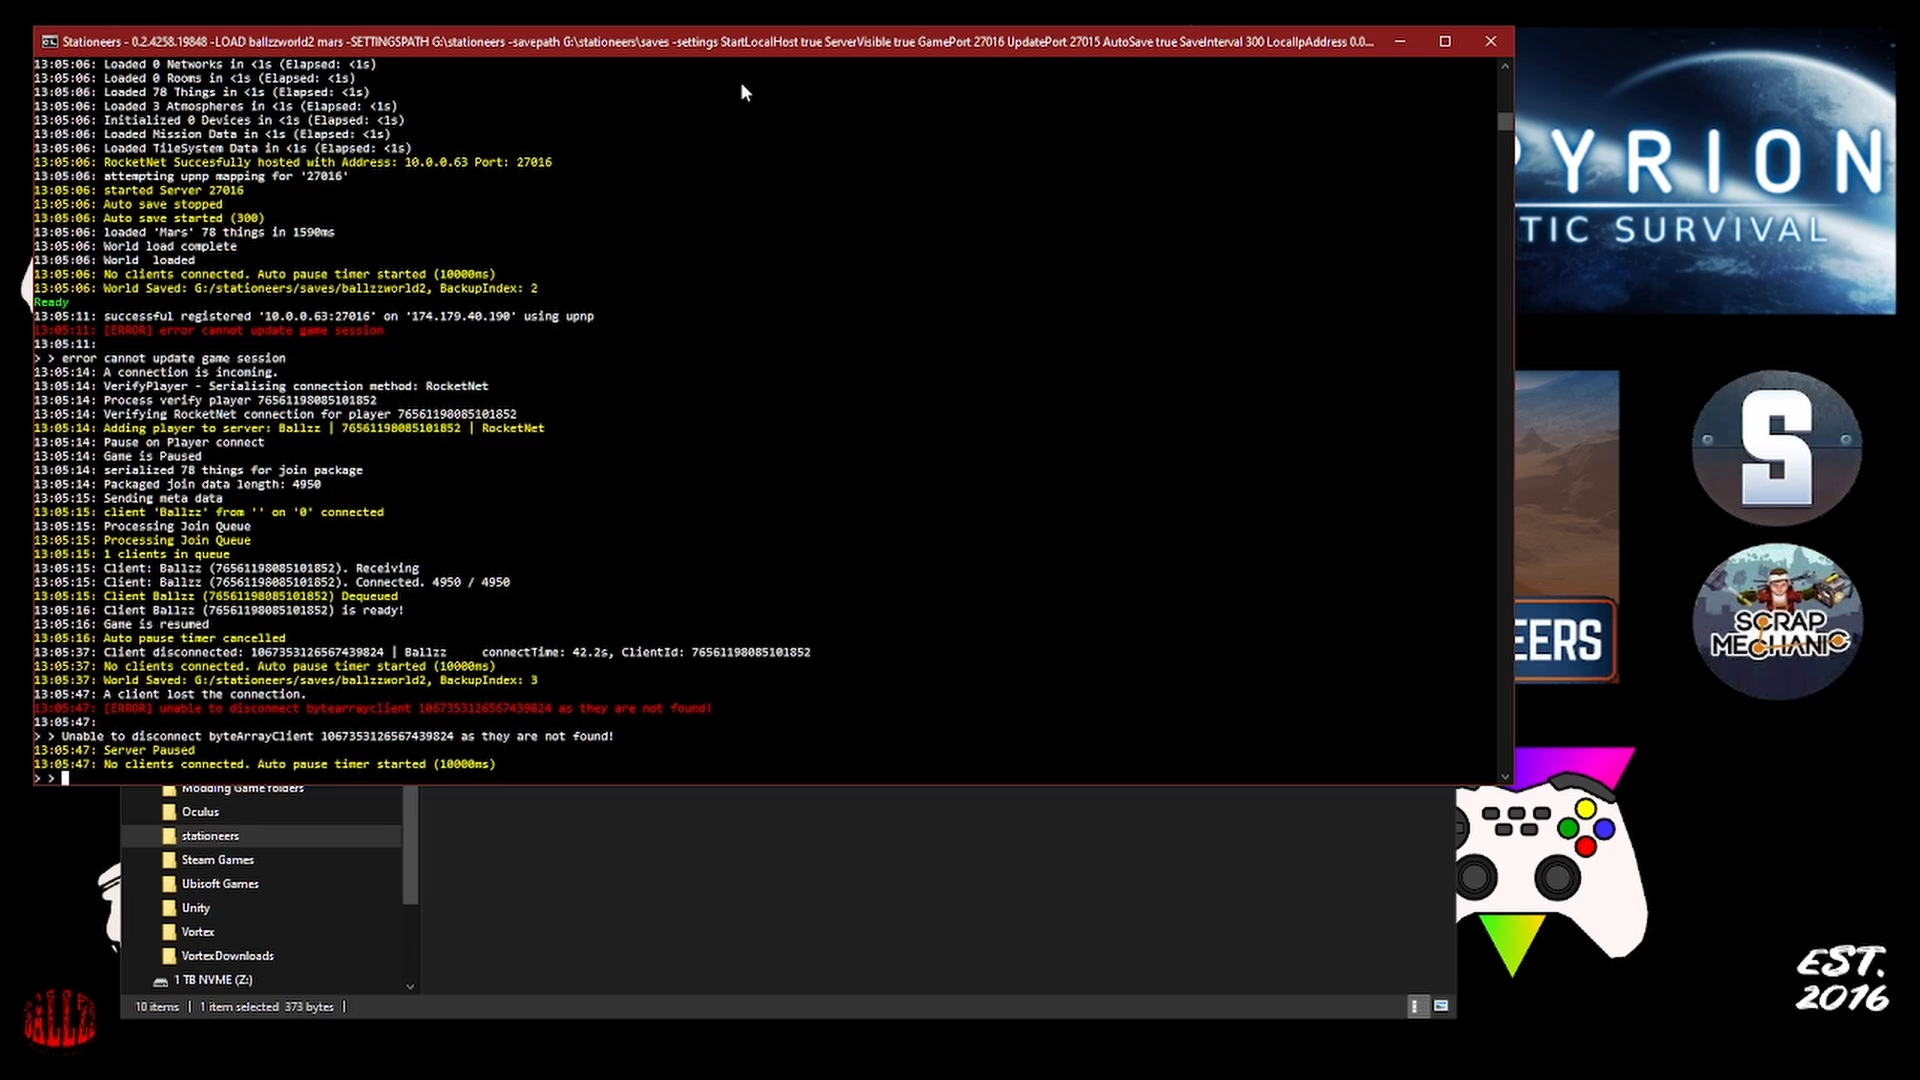 Stationeers - 0.2.4258.19848 -LOAD ballzzworld2 mars -SETTINGSPATH G:\stationeers -savepath G:\stationeers\saves -settings StartLocalHost true ServerVisible true GamePort 27016 UpdatePort 27015 AutoSave true SaveInterval 300 LocalIpAddress 0.0...
13:05:06: Loaded 0 Networks in <1s (Elapsed: <1s)
13:05:06: Loaded 0 Rooms in <1s (Elapsed: <1s)
13:05:06: Loaded 78 Things in <1s (Elapsed: <1s)
13:05:06: Loaded 3 Atmospheres in <1s (Elapsed: <1s)
13:05:06: Initialized 0 Devices in <1s (Elapsed: <1s)
13:05:06: Loaded Mission Data in <1s (Elapsed: <1s)
13:05:06: Loaded TileSystem Data in <1s (Elapsed: <1s)
13:05:06: RocketNet Succesfully hosted with Address: 10.0.0.63 Port: 27016
13:05:06: attempting upnp mapping for '27016'
13:05:06: started Server 27016
13:05:06: Auto save stopped
13:05:06: Auto save started (300)
13:05:06: loaded 'Mars' 78 things in 1590ms
13:05:06: World load complete
13:05:06: World  loaded
13:05:06: No clients connected. Auto pause timer started (10000ms)
13:05:06: World Saved: G:/stationeers/saves/ballzzworld2, BackupIndex: 2
Ready
13:05:11: successful registered '10.0.0.63:27016' on '174.179.40.190' using upnp
13:05:11: [ERROR] error cannot update game session
13:05:11:
> > error cannot update game session
13:05:14: A connection is incoming.
13:05:14: VerifyPlayer - Serialising connection method: RocketNet
13:05:14: Process verify player 76561198085101852
13:05:14: Verifying RocketNet connection for player 76561198085101852
13:05:14: Adding player to server: Ballzz | 76561198085101852 | RocketNet
13:05:14: Pause on Player connect
13:05:14: Game is Paused
13:05:14: serialized 78 things for join package
13:05:14: Packaged join data length: 4950
13:05:15: Sending meta data
13:05:15: client 'Ballzz' from '' on '0' connected
13:05:15: Processing Join Queue
13:05:15: Processing Join Queue
13:05:15: 1 clients in queue
13:05:15: Client: Ballzz (76561198085101852). Receiving
13:05:15: Client: Ballzz (76561198085101852). Connected. 4950 / 4950
13:05:15: Client Ballzz (76561198085101852) Dequeued
13:05:16: Client Ballzz (76561198085101852) is ready!
13:05:16: Game is resumed
13:05:16: Auto pause timer cancelled
13:05:37: Client disconnected: 1067353126567439824 | Ballzz     connectTime: 42.2s, ClientId: 76561198085101852
13:05:37: No clients connected. Auto pause timer started (10000ms)
13:05:37: World Saved: G:/stationeers/saves/ballzzworld2, BackupIndex: 3
13:05:47: A client lost the connection.
13:05:47: [ERROR] unable to disconnect bytearrayclient 1067353126567439824 as they are not found!
13:05:47:
> > Unable to disconnect byteArrayClient 1067353126567439824 as they are not found!
13:05:47: Server Paused
13:05:47: No clients connected. Auto pause timer started (10000ms)
> >
PYRION
TIC SURVIVAL
S
EERS
SCRAP
MECHANIC
Modding Game folders
Oculus
stationeers
Steam Games
Ubisoft Games
Unity
Vortex
VortexDownloads
1 TB NVME (Z:)
10 items
1 item selected 373 bytes
EST.
2016